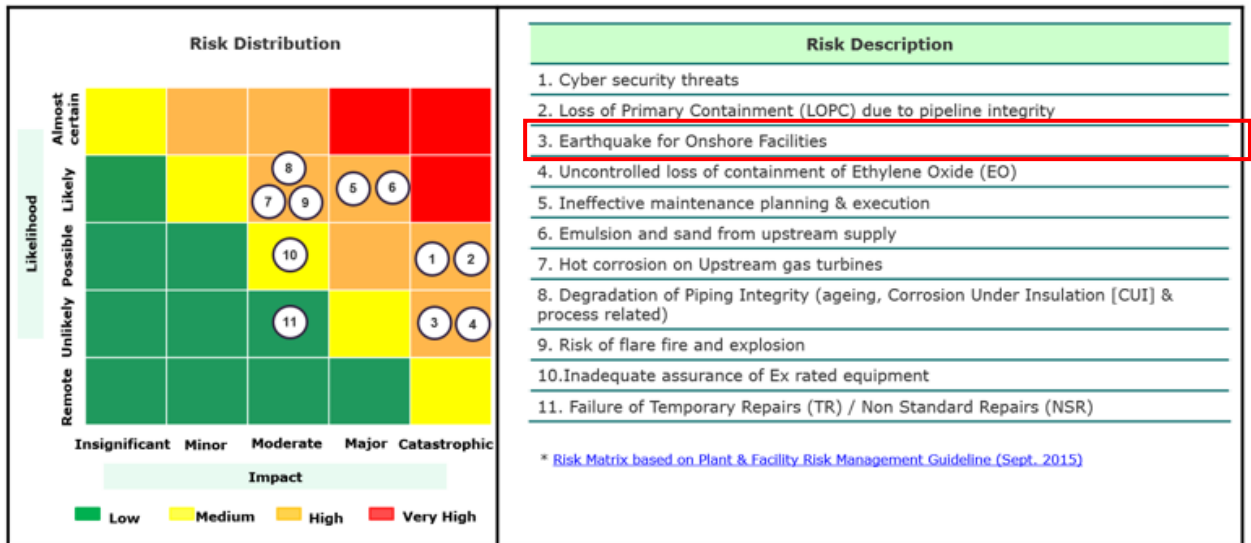 Risk Distribution
Likelihood
Almost
certain
Likely
Possible
Unlikely
Remote
8
7
9
5
6
10
1
2
11
3
4
Insignificant
Minor
Moderate
Major
Catastrophic
Impact
Low
Medium
High
Very High
Risk Description
1. Cyber security threats
2. Loss of Primary Containment (LOPC) due to pipeline integrity
3. Earthquake for Onshore Facilities
4. Uncontrolled loss of containment of Ethylene Oxide (EO)
5. Ineffective maintenance planning & execution
6. Emulsion and sand from upstream supply
7. Hot corrosion on Upstream gas turbines
8. Degradation of Piping Integrity (ageing, Corrosion Under Insulation [CUI] &
process related)
9. Risk of flare fire and explosion
10.Inadequate assurance of Ex rated equipment
11. Failure of Temporary Repairs (TR) / Non Standard Repairs (NSR)
* Risk Matrix based on Plant & Facility Risk Management Guideline (Sept. 2015)